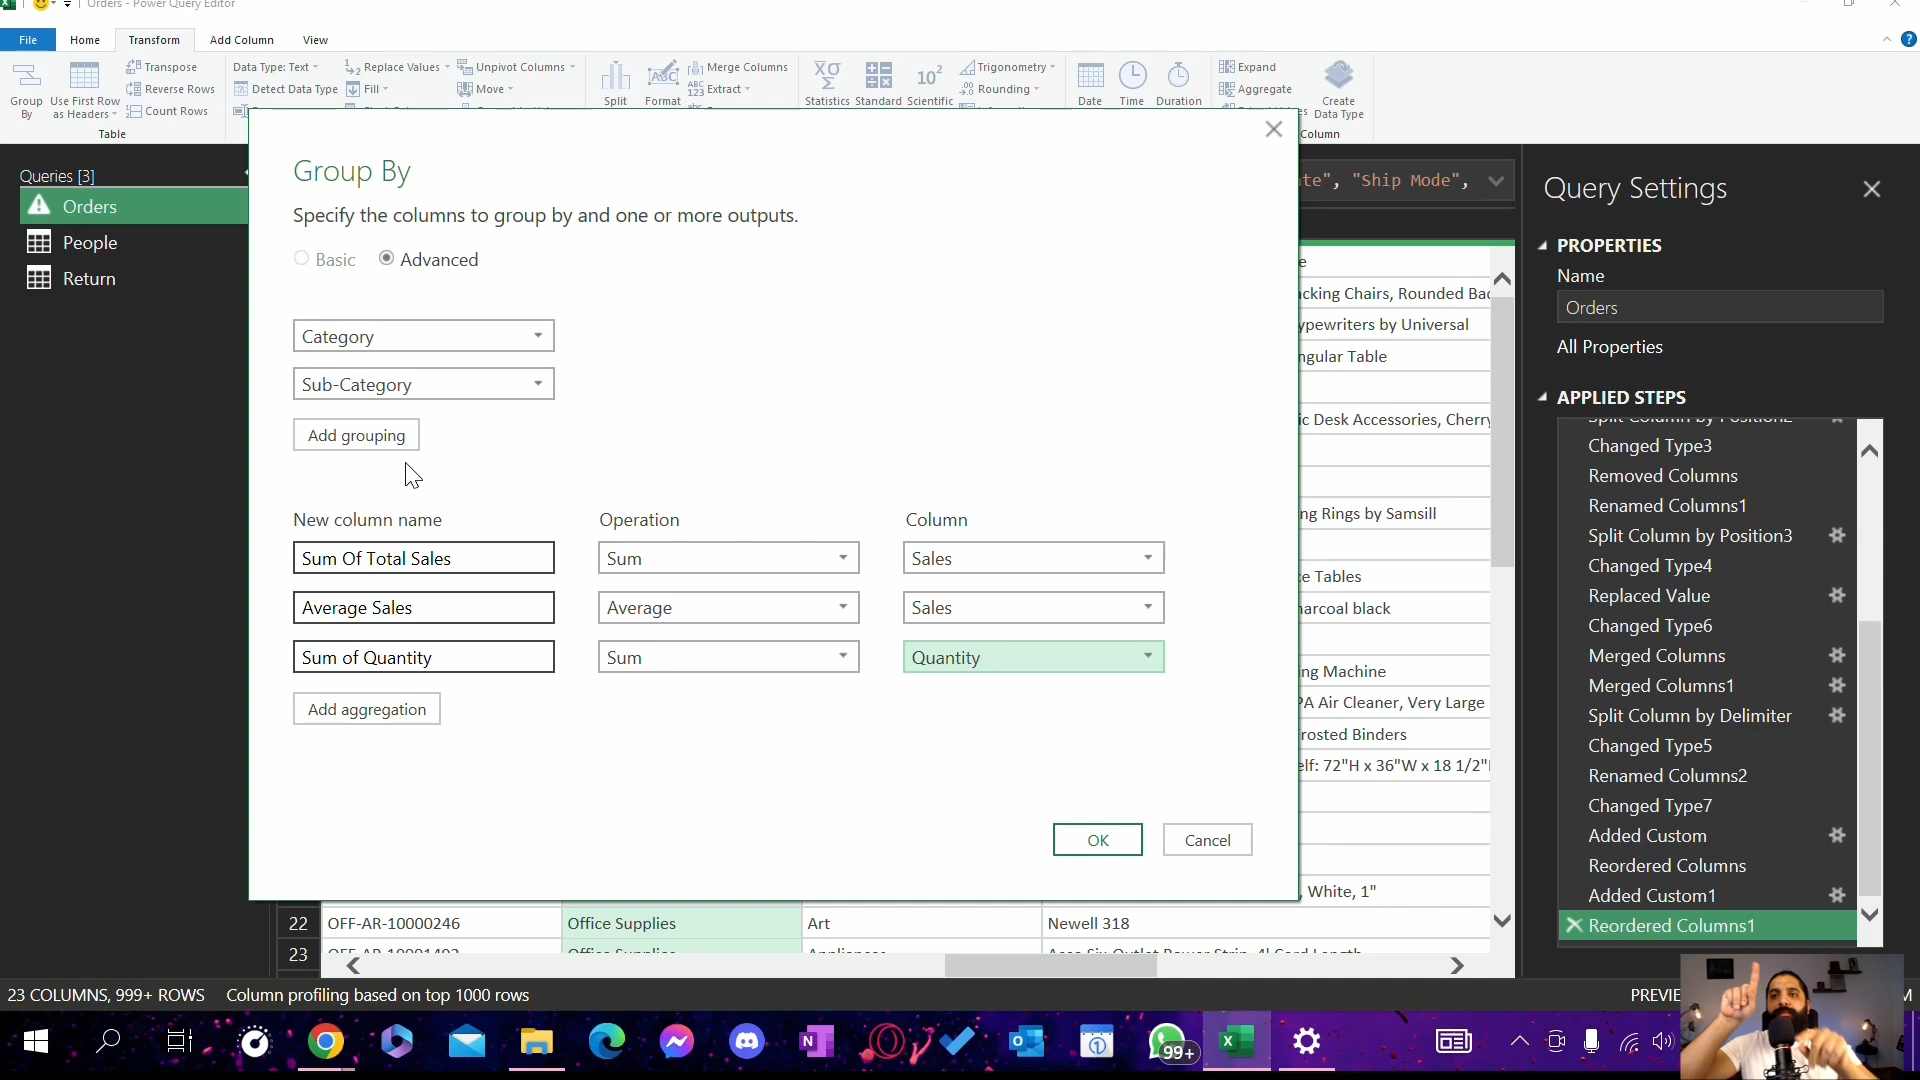 Orders - Power Query Editor
File Home Transform Add Column View
Transpose Data Type: Text Replace Values Unpivot Columns Merge Columns Trigonometry Expand
Reverse Rows Detect Data Type Fill Move Extract Rounding Aggregate
Group By Use First Row as Headers Count Rows Split Format Statistics Standard Scientific Date Time Duration Create Data Type
Table Column
Queries [3]
Orders
People
Return
Group By
Specify the columns to group by and one or more outputs.
Basic Advanced
Category
Sub-Category
Add grouping
New column name Operation Column
Sum Of Total Sales Sum Sales
Average Sales Average Sales
Sum of Quantity Sum Quantity
Add aggregation
OK Cancel
te", "Ship Mode",
e
cking Chairs, Rounded Bac
ypewriters by Universal
ngular Table
ic Desk Accessories, Cherry
ng Rings by Samsill
ce Tables
harcoal black
ing Machine
PA Air Cleaner, Very Large
rosted Binders
elf: 72"H x 36"W x 18 1/2"
, White, 1"
22 OFF-AR-10000246 Office Supplies Art Newell 318
23
Query Settings
PROPERTIES
Name
Orders
All Properties
APPLIED STEPS
Split Column by Position2
Changed Type3
Removed Columns
Renamed Columns1
Split Column by Position3
Changed Type4
Replaced Value
Changed Type6
Merged Columns
Merged Columns1
Split Column by Delimiter
Changed Type5
Renamed Columns2
Changed Type7
Added Custom
Reordered Columns
Added Custom1
Reordered Columns1
23 COLUMNS, 999+ ROWS Column profiling based on top 1000 rows PREVIE M
99+